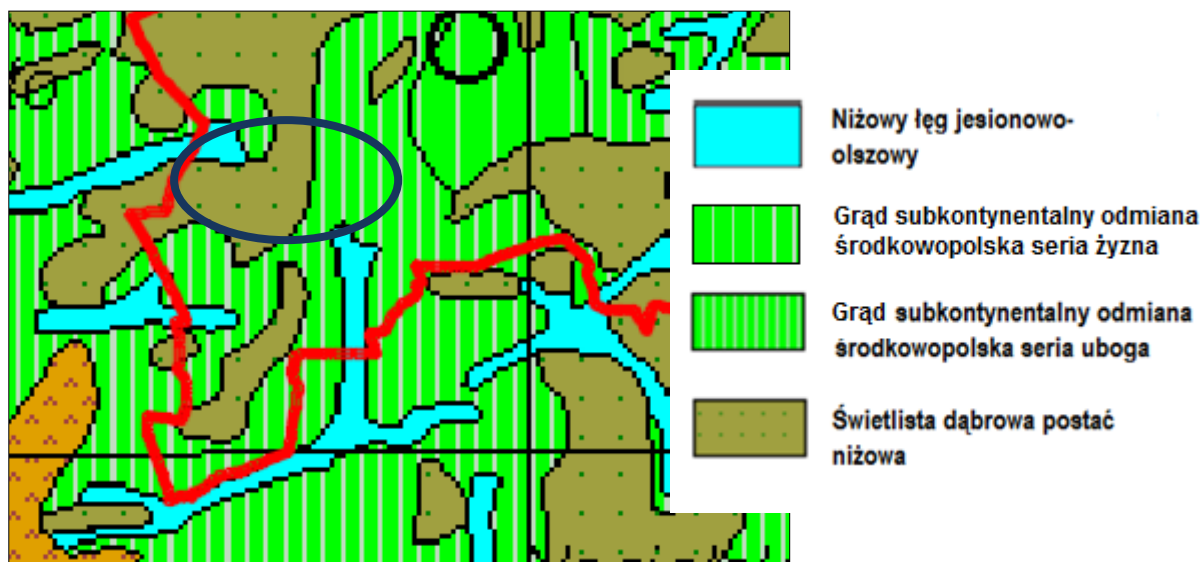 Niżowy łęg jesionowo-
olszowy
Grąd subkontynentalny odmiana
środkowopolska seria żyzna
Grąd subkontynentalny odmiana
środkowopolska seria uboga
Świetlista dąbrowa postać
niżowa